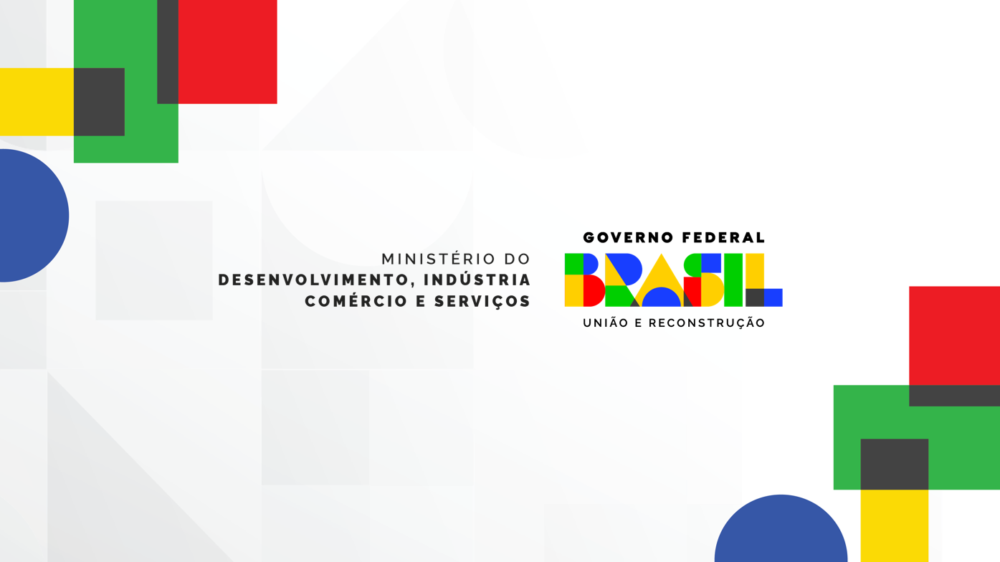 MINISTÉRIO DO
DESENVOLVIMENTO, INDÚSTRIA
COMÉRCIO E SERVIÇOS
GOVERNO FEDERAL
BRASIL
UNIÃO E RECONSTRUÇÃO